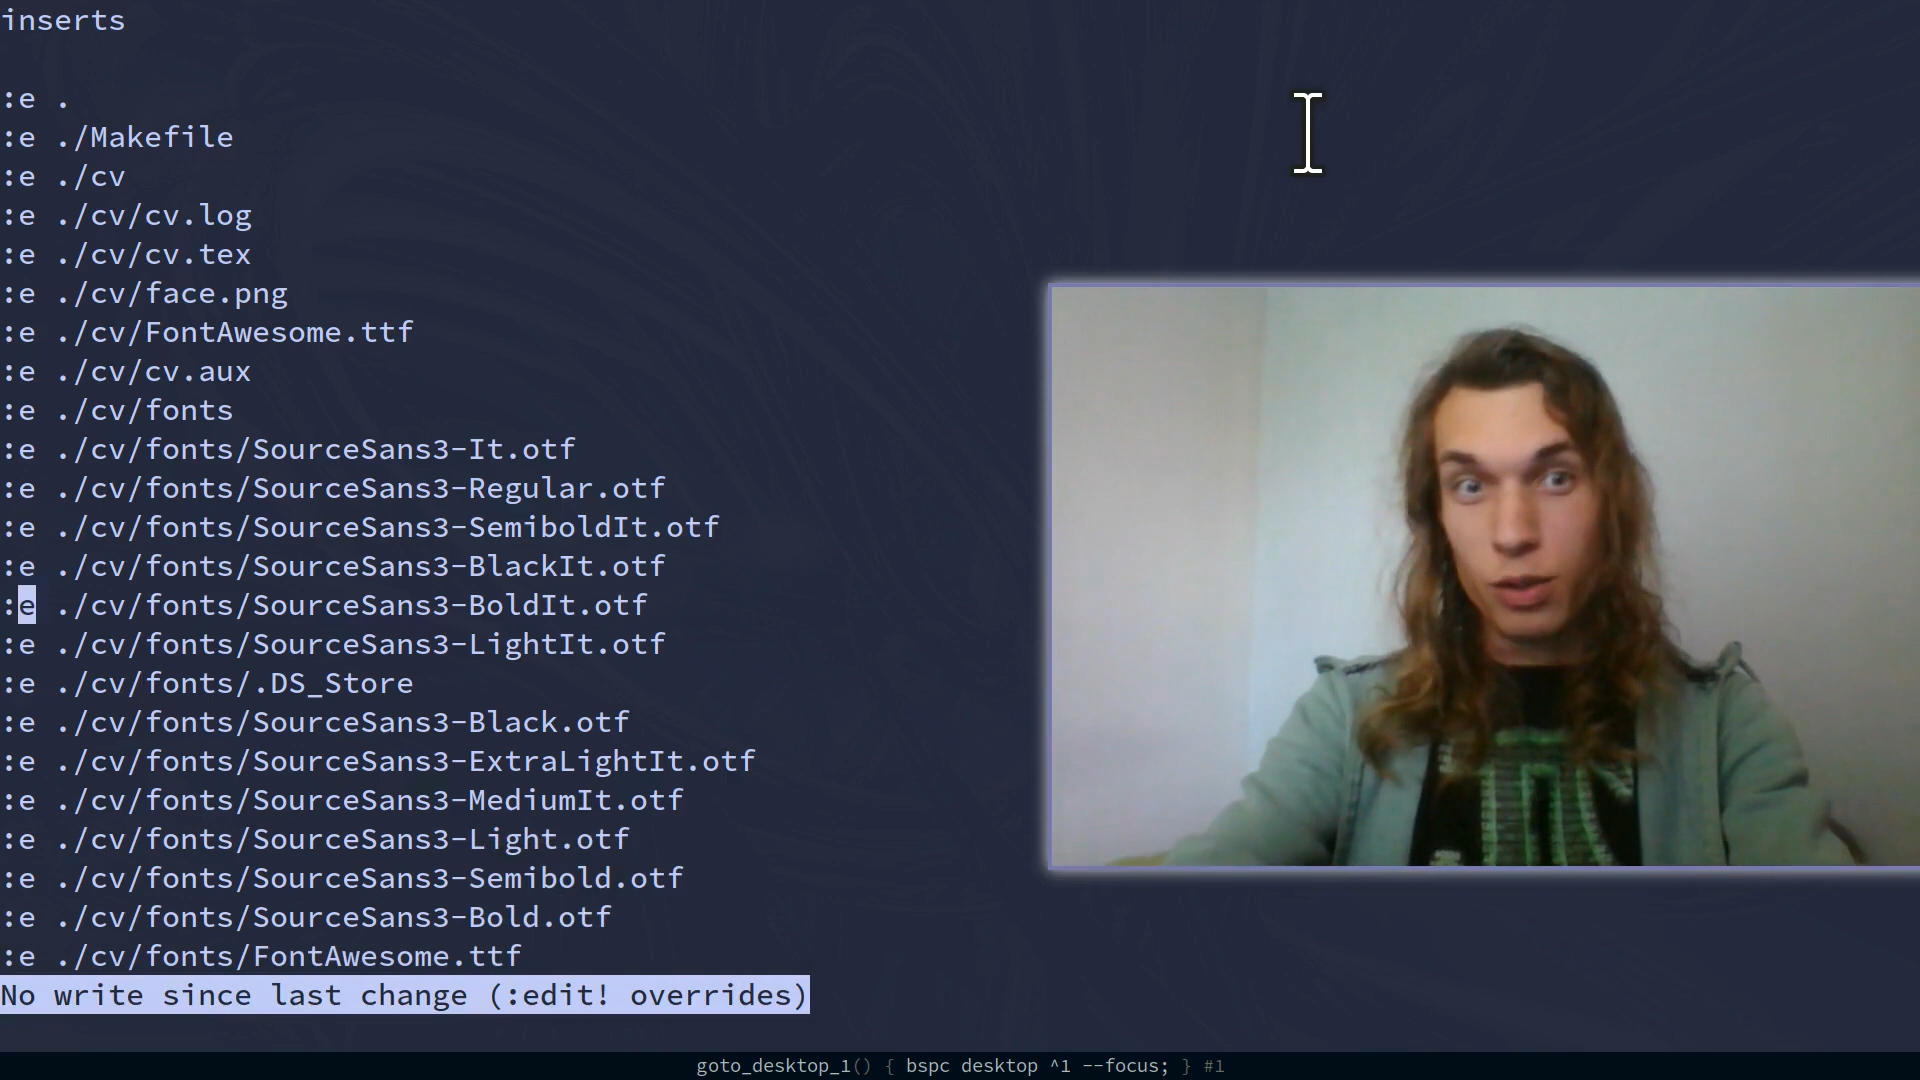 inserts
:e .
:e ./Makefile
:e ./cv
:e ./cv/cv.log
:e ./cv/cv.tex
:e ./cv/face.png
:e ./cv/FontAwesome.ttf
:e ./cv/cv.aux
:e ./cv/fonts
:e ./cv/fonts/SourceSans3-It.otf
:e ./cv/fonts/SourceSans3-Regular.otf
:e ./cv/fonts/SourceSans3-SemiboldIt.otf
:e ./cv/fonts/SourceSans3-BlackIt.otf
:e ./cv/fonts/SourceSans3-BoldIt.otf
:e ./cv/fonts/SourceSans3-LightIt.otf
:e ./cv/fonts/.DS_Store
:e ./cv/fonts/SourceSans3-Black.otf
:e ./cv/fonts/SourceSans3-ExtraLightIt.otf
:e ./cv/fonts/SourceSans3-MediumIt.otf
:e ./cv/fonts/SourceSans3-Light.otf
:e ./cv/fonts/SourceSans3-Semibold.otf
:e ./cv/fonts/SourceSans3-Bold.otf
:e ./cv/fonts/FontAwesome.ttf
No write since last change (:edit! overrides)
goto_desktop_1() { bspc desktop ^1 --focus; } #1